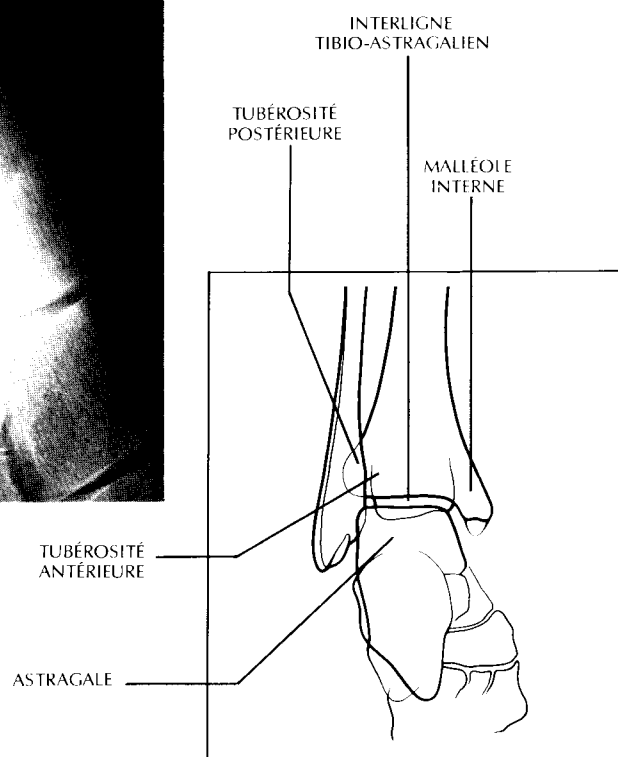 INTERLIGNE
TIBIO-ASTRAGALIEN
TUBÉROSITÉ
POSTÉRIEURE
MALLÉOLE
INTERNE
TUBÉROSITÉ
ANTÉRIEURE
ASTRAGALE